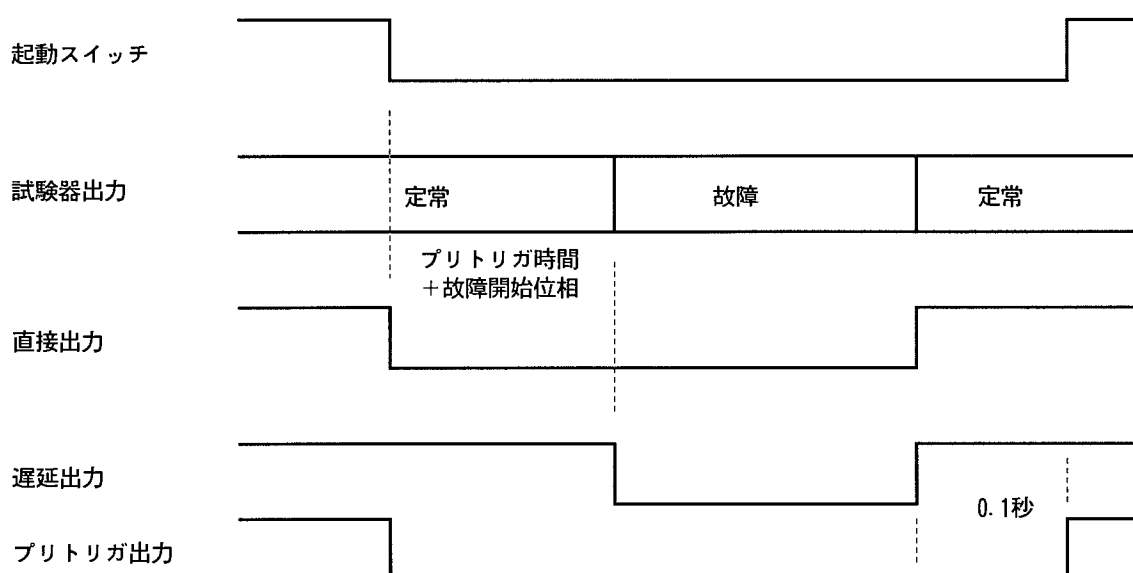 起動スイッチ
試験器出力
定常
故障
定常
プリトリガ時間
＋故障開始位相
直接出力
遅延出力
0.1秒
プリトリガ出力